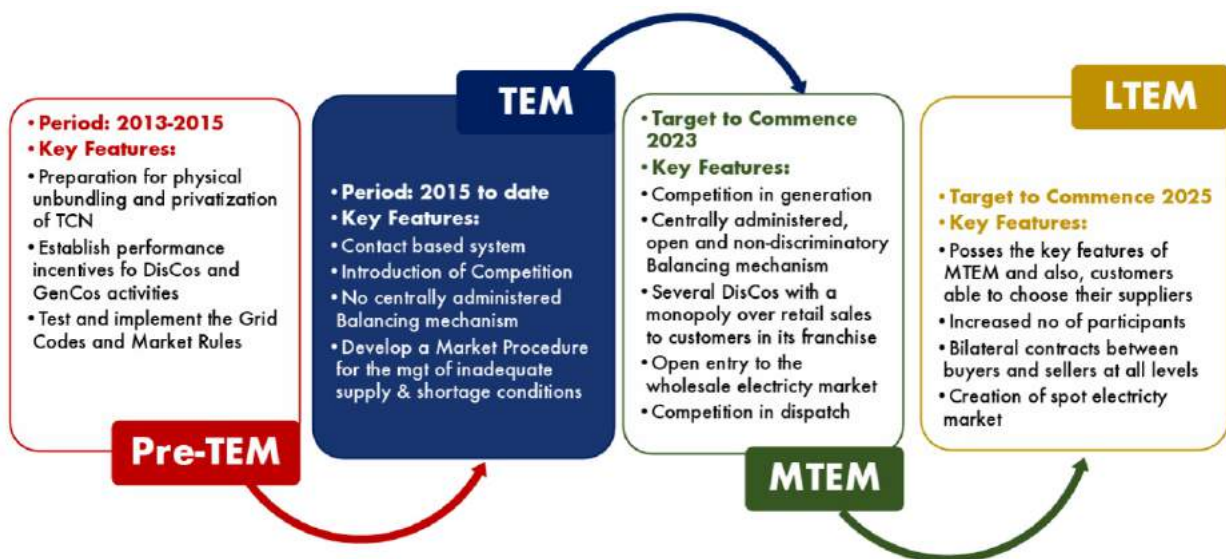 Pre-TEM
• Period: 2013-2015
• Key Features:
• Preparation for physical
unbundling and privatization
of TCN
• Establish performance
incentives fo DisCos and
GenCos activities
• Test and implement the Grid
Codes and Market Rules
TEM
• Period: 2015 to date
• Key Features:
• Contact based system
• Introduction of Competition
• No centrally administered
Balancing mechanism
• Develop a Market Procedure
for the mgt of inadequate
supply & shortage conditions
MTEM
• Target to Commence
2023
• Key Features:
• Competition in generation
• Centrally administered,
open and non-discriminatory
Balancing mechanism
• Several DisCos with a
monopoly over retail sales
to customers in its franchise
• Open entry to the
wholesale electricty market
• Competition in dispatch
LTEM
• Target to Commence 2025
• Key Features:
• Posses the key features of
MTEM and also, customers
able to choose their suppliers
• Increased no of participants
• Bilateral contracts between
buyers and sellers at all levels
• Creation of spot electricty
market